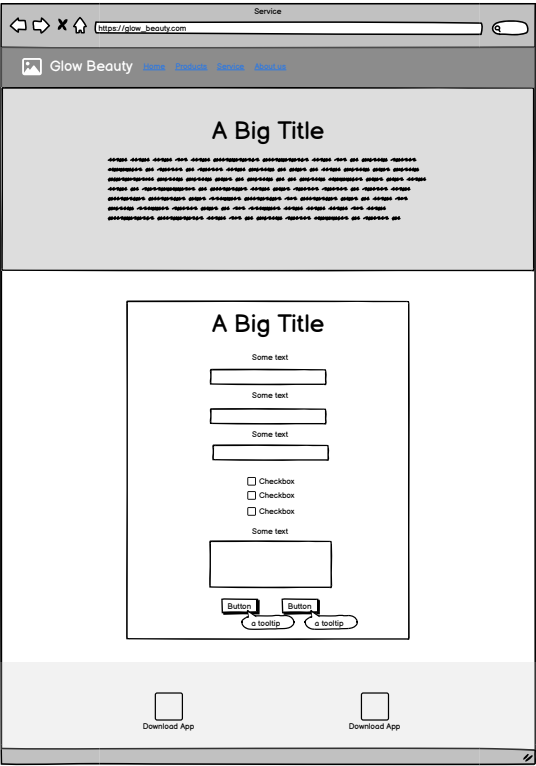 Service
https://glow_beauty.com
Glow Beauty Home Products Service About us
A Big Title
A Big Title
Some text
Some text
Some text
Checkbox
Checkbox
Checkbox
Some text
Button Button
a tooltip a tooltip
Download App Download App